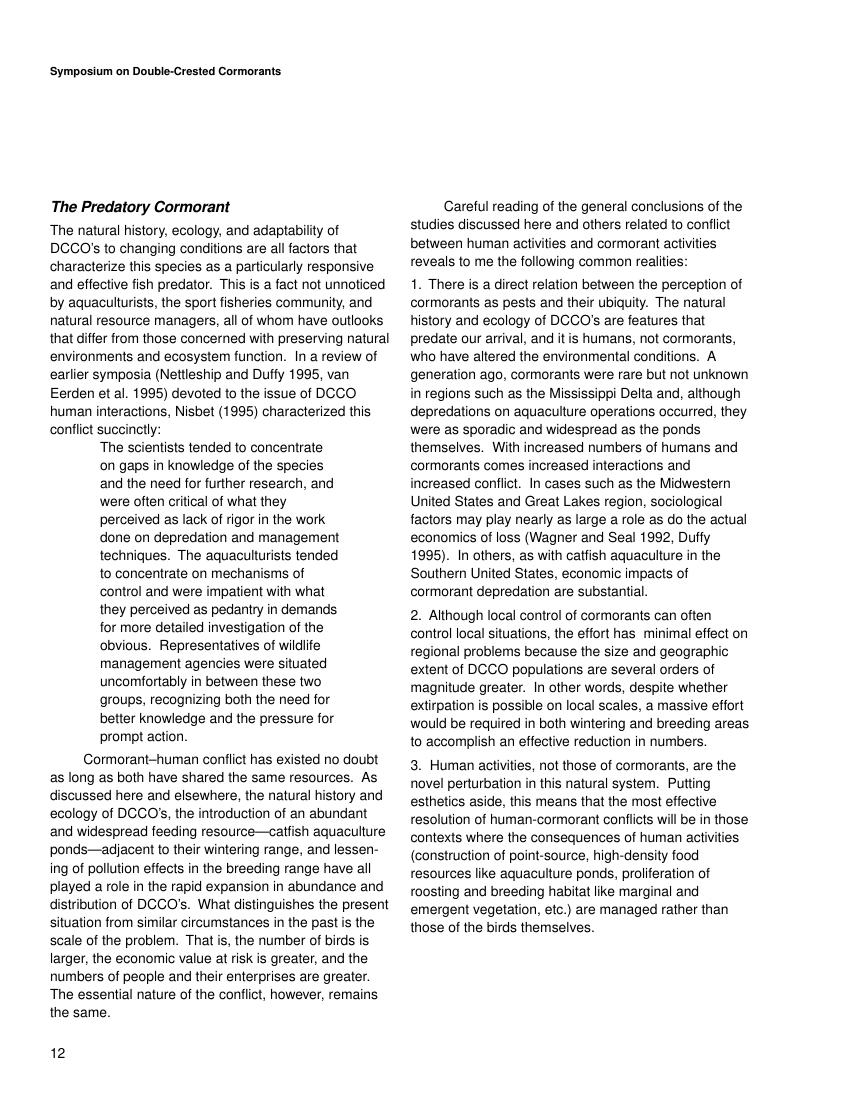 Symposium on Double-Crested Cormorants
The Predatory Cormorant
The natural history, ecology, and adaptability of
DCCO's to changing conditions are all factors that
characterize this species as a particularly responsive
and effective fish predator.  This is a fact not unnoticed
by aquaculturists, the sport fisheries community, and
natural resource managers, all of whom have outlooks
that differ from those concerned with preserving natural
environments and ecosystem function.  In a review of
earlier symposia (Nettleship and Duffy 1995, van
Eerden et al. 1995) devoted to the issue of DCCO
human interactions, Nisbet (1995) characterized this
conflict succinctly:
The scientists tended to concentrate
on gaps in knowledge of the species
and the need for further research, and
were often critical of what they
perceived as lack of rigor in the work
done on depredation and management
techniques.  The aquaculturists tended
to concentrate on mechanisms of
control and were impatient with what
they perceived as pedantry in demands
for more detailed investigation of the
obvious.  Representatives of wildlife
management agencies were situated
uncomfortably in between these two
groups, recognizing both the need for
better knowledge and the pressure for
prompt action.
Cormorant–human conflict has existed no doubt
as long as both have shared the same resources.  As
discussed here and elsewhere, the natural history and
ecology of DCCO's, the introduction of an abundant
and widespread feeding resource—catfish aquaculture
ponds—adjacent to their wintering range, and lessen-
ing of pollution effects in the breeding range have all
played a role in the rapid expansion in abundance and
distribution of DCCO's.  What distinguishes the present
situation from similar circumstances in the past is the
scale of the problem.  That is, the number of birds is
larger, the economic value at risk is greater, and the
numbers of people and their enterprises are greater.
The essential nature of the conflict, however, remains
the same.
Careful reading of the general conclusions of the
studies discussed here and others related to conflict
between human activities and cormorant activities
reveals to me the following common realities:
1.  There is a direct relation between the perception of
cormorants as pests and their ubiquity.  The natural
history and ecology of DCCO's are features that
predate our arrival, and it is humans, not cormorants,
who have altered the environmental conditions.  A
generation ago, cormorants were rare but not unknown
in regions such as the Mississippi Delta and, although
depredations on aquaculture operations occurred, they
were as sporadic and widespread as the ponds
themselves.  With increased numbers of humans and
cormorants comes increased interactions and
increased conflict.  In cases such as the Midwestern
United States and Great Lakes region, sociological
factors may play nearly as large a role as do the actual
economics of loss (Wagner and Seal 1992, Duffy
1995).  In others, as with catfish aquaculture in the
Southern United States, economic impacts of
cormorant depredation are substantial.
2.  Although local control of cormorants can often
control local situations, the effort has  minimal effect on
regional problems because the size and geographic
extent of DCCO populations are several orders of
magnitude greater.  In other words, despite whether
extirpation is possible on local scales, a massive effort
would be required in both wintering and breeding areas
to accomplish an effective reduction in numbers.
3.  Human activities, not those of cormorants, are the
novel perturbation in this natural system.  Putting
esthetics aside, this means that the most effective
resolution of human-cormorant conflicts will be in those
contexts where the consequences of human activities
(construction of point-source, high-density food
resources like aquaculture ponds, proliferation of
roosting and breeding habitat like marginal and
emergent vegetation, etc.) are managed rather than
those of the birds themselves.
12